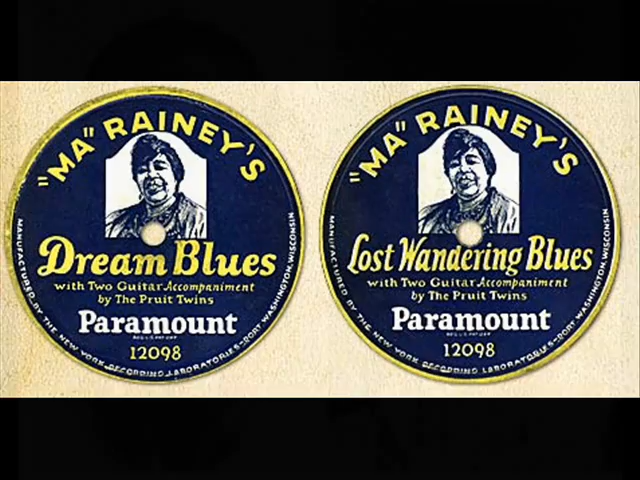 "MA" RAINEY'S
Dream Blues
with Two Guitar Accompaniment
by The Pruit Twins
Paramount
12098
MANUFACTURED BY THE NEW YORK RECORDING LABORATORIES-PORT WASHINGTON, WISCONSIN
"MA" RAINEY'S
Lost Wandering Blues
with Two Guitar Accompaniment
by The Pruit Twins
Paramount
12098
MANUFACTURED BY THE NEW YORK RECORDING LABORATORIES-PORT WASHINGTON, WISCONSIN